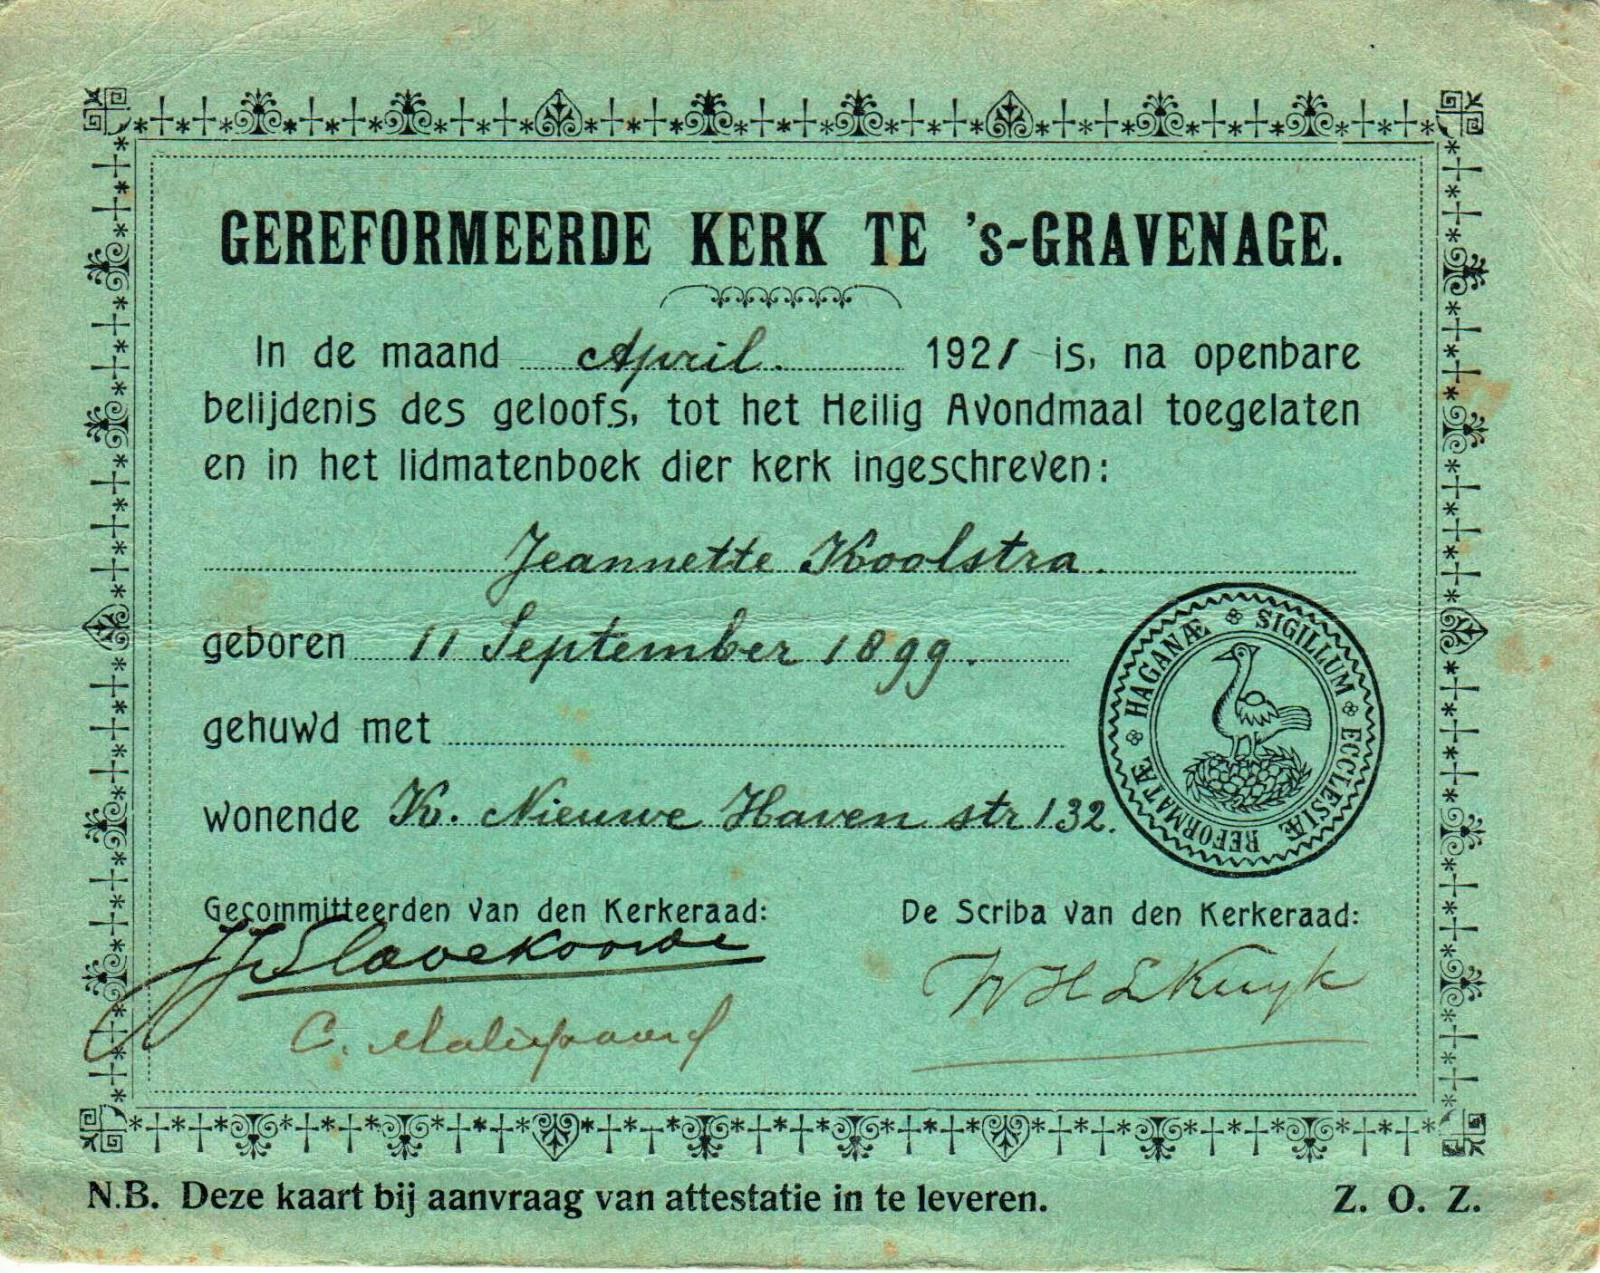 GEREFORMEERDE KERK TE 's-GRAVENAGE.
In de maand April. 1921 is, na openbare
belijdenis des geloofs, tot het Heilig Avondmaal toegelaten
en in het lidmatenboek dier kerk ingeschreven:
Jeannette Koolstra.
geboren 11 September 1899.
gehuwd met
wonende K. Nieuwe Haven str 132.
SIGILLUM ECCLESIÆ REFORMATÆ HAGANÆ
Gecommitteerden van den Kerkeraad:
De Scriba van den Kerkeraad:
Slavekoorde
C.
W H L Kuyk
N.B. Deze kaart bij aanvraag van attestatie in te leveren.
Z. O. Z.